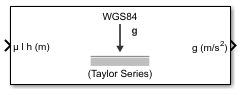 WGS84
g
μ l h (m)
g (m/s²)
(Taylor Series)